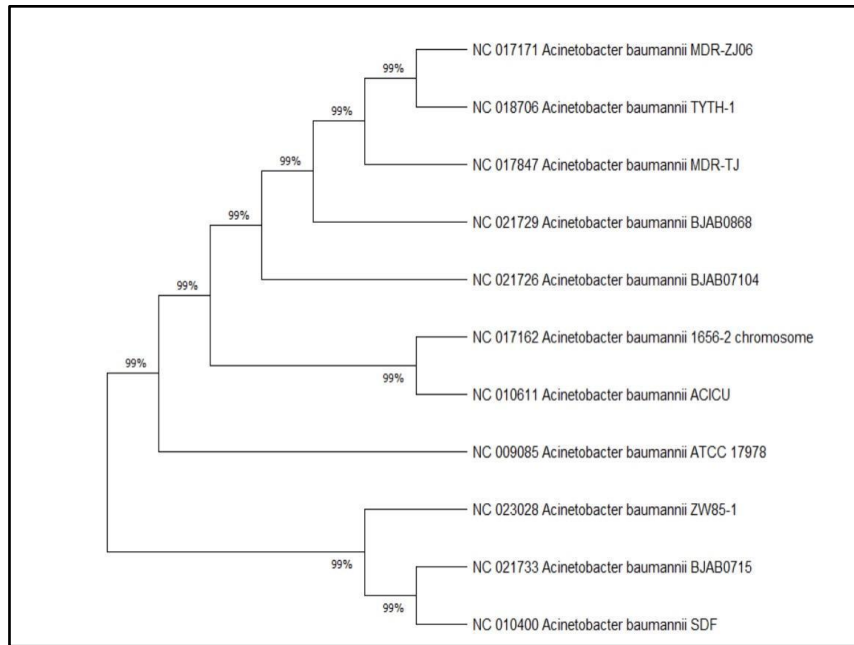 99%
NC 017171 Acinetobacter baumannii MDR-ZJ06
99%
NC 018706 Acinetobacter baumannii TYTH-1
99%
NC 017847 Acinetobacter baumannii MDR-TJ
99%
NC 021729 Acinetobacter baumannii BJAB0868
99%
NC 021726 Acinetobacter baumannii BJAB07104
99%
NC 017162 Acinetobacter baumannii 1656-2 chromosome
99%
99%
NC 010611 Acinetobacter baumannii ACICU
NC 009085 Acinetobacter baumannii ATCC 17978
NC 023028 Acinetobacter baumannii ZW85-1
99%
NC 021733 Acinetobacter baumannii BJAB0715
99%
NC 010400 Acinetobacter baumannii SDF